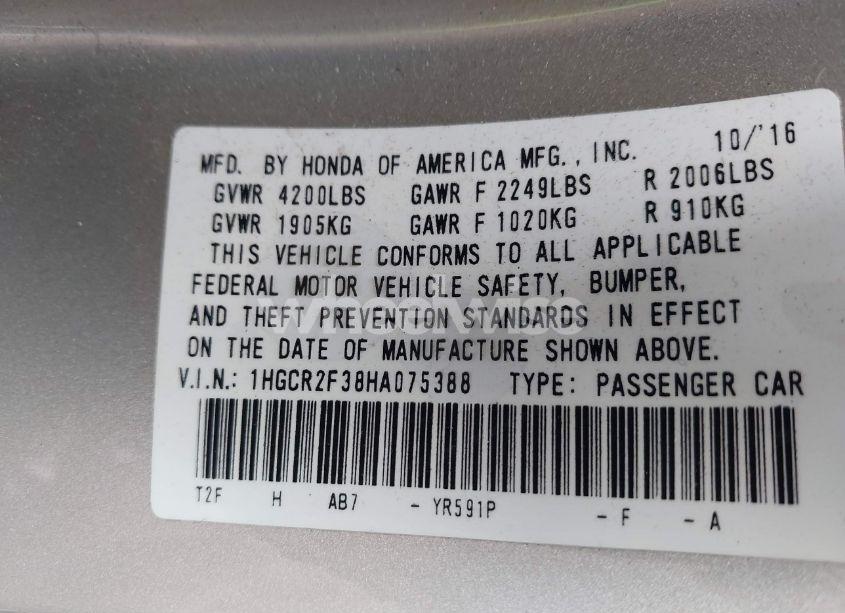 MFD. BY HONDA OF AMERICA MFG., INC. 10/'16
GVWR 4200LBS GAWR F 2249LBS R 2006LBS
GVWR 1905KG GAWR F 1020KG R 910KG
THIS VEHICLE CONFORMS TO ALL APPLICABLE
FEDERAL MOTOR VEHICLE SAFETY, BUMPER,
AND THEFT PREVENTION STANDARDS IN EFFECT
ON THE DATE OF MANUFACTURE SHOWN ABOVE.
V.I.N.: 1HGCR2F38HA075388 TYPE: PASSENGER CAR
T2F H AB7 - YR591P - F - A